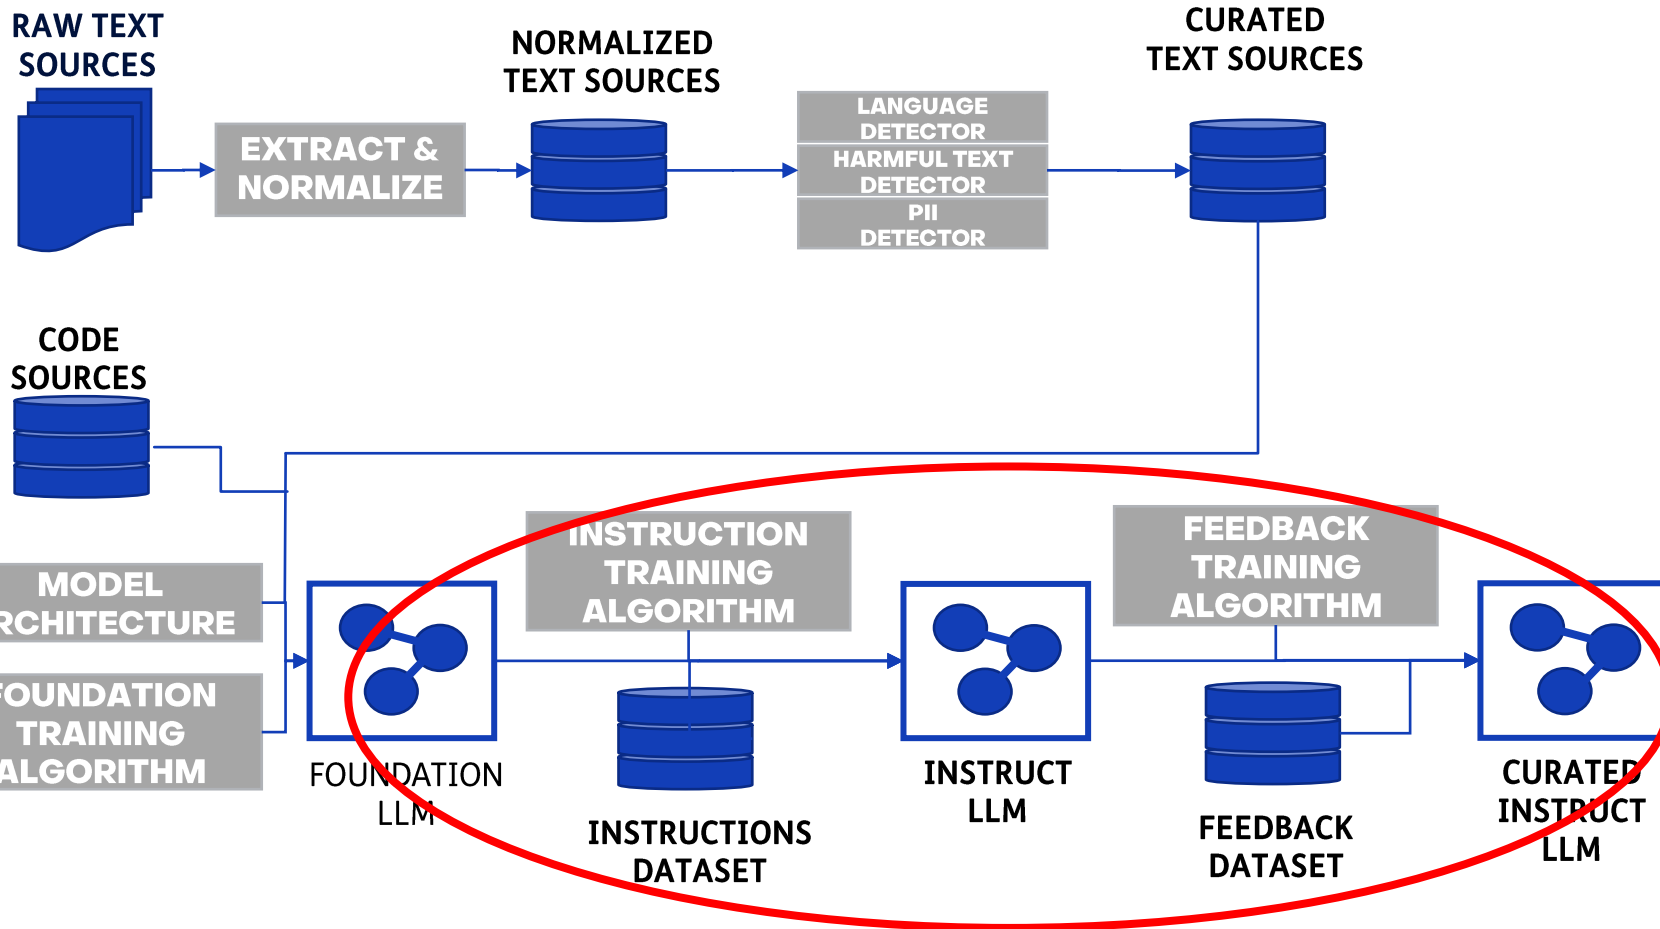 RAW TEXT
SOURCES
NORMALIZED
TEXT SOURCES
CURATED
TEXT SOURCES
EXTRACT &
NORMALIZE
LANGUAGE
DETECTOR
HARMFUL TEXT
DETECTOR
PII
DETECTOR
CODE
SOURCES
MODEL
RCHITECTURE
FOUNDATION
TRAINING
ALGORITHM
INSTRUCTION
TRAINING
ALGORITHM
FEEDBACK
TRAINING
ALGORITHM
FOUNDATION
LLM
INSTRUCTIONS
DATASET
INSTRUCT
LLM
FEEDBACK
DATASET
CURATED
INSTRUCT
LLM